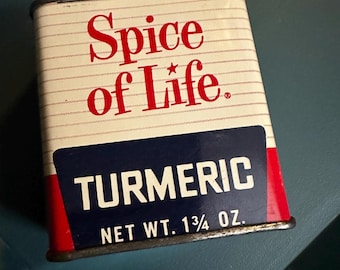 Spice
of Life®
TURMERIC
NET WT. 1¾ OZ.